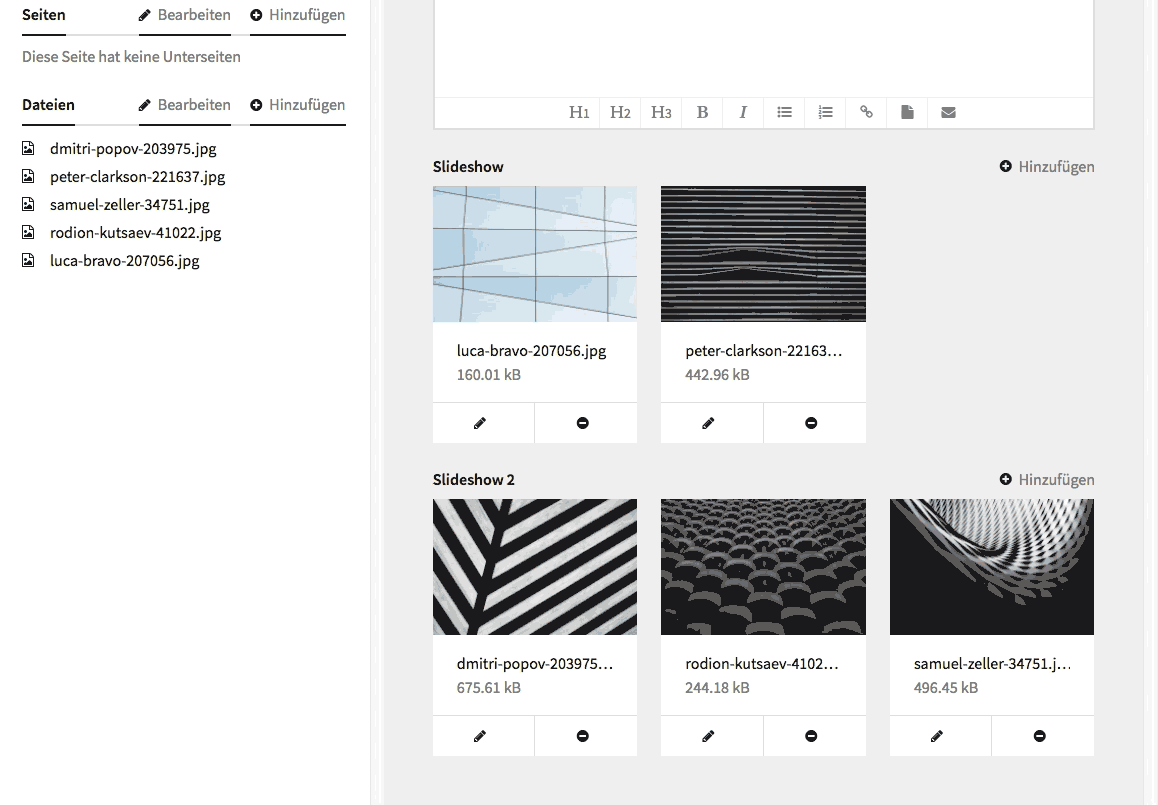 Seiten Bearbeiten Hinzufügen
Diese Seite hat keine Unterseiten
Dateien Bearbeiten Hinzufügen
dmitri-popov-203975.jpg
peter-clarkson-221637.jpg
samuel-zeller-34751.jpg
rodion-kutsaev-41022.jpg
luca-bravo-207056.jpg
H1 H2 H3 B I
Slideshow Hinzufügen
luca-bravo-207056.jpg peter-clarkson-22163...
160.01 kB 442.96 kB
Slideshow 2 Hinzufügen
dmitri-popov-203975... rodion-kutsaev-4102... samuel-zeller-34751.j...
675.61 kB 244.18 kB 496.45 kB